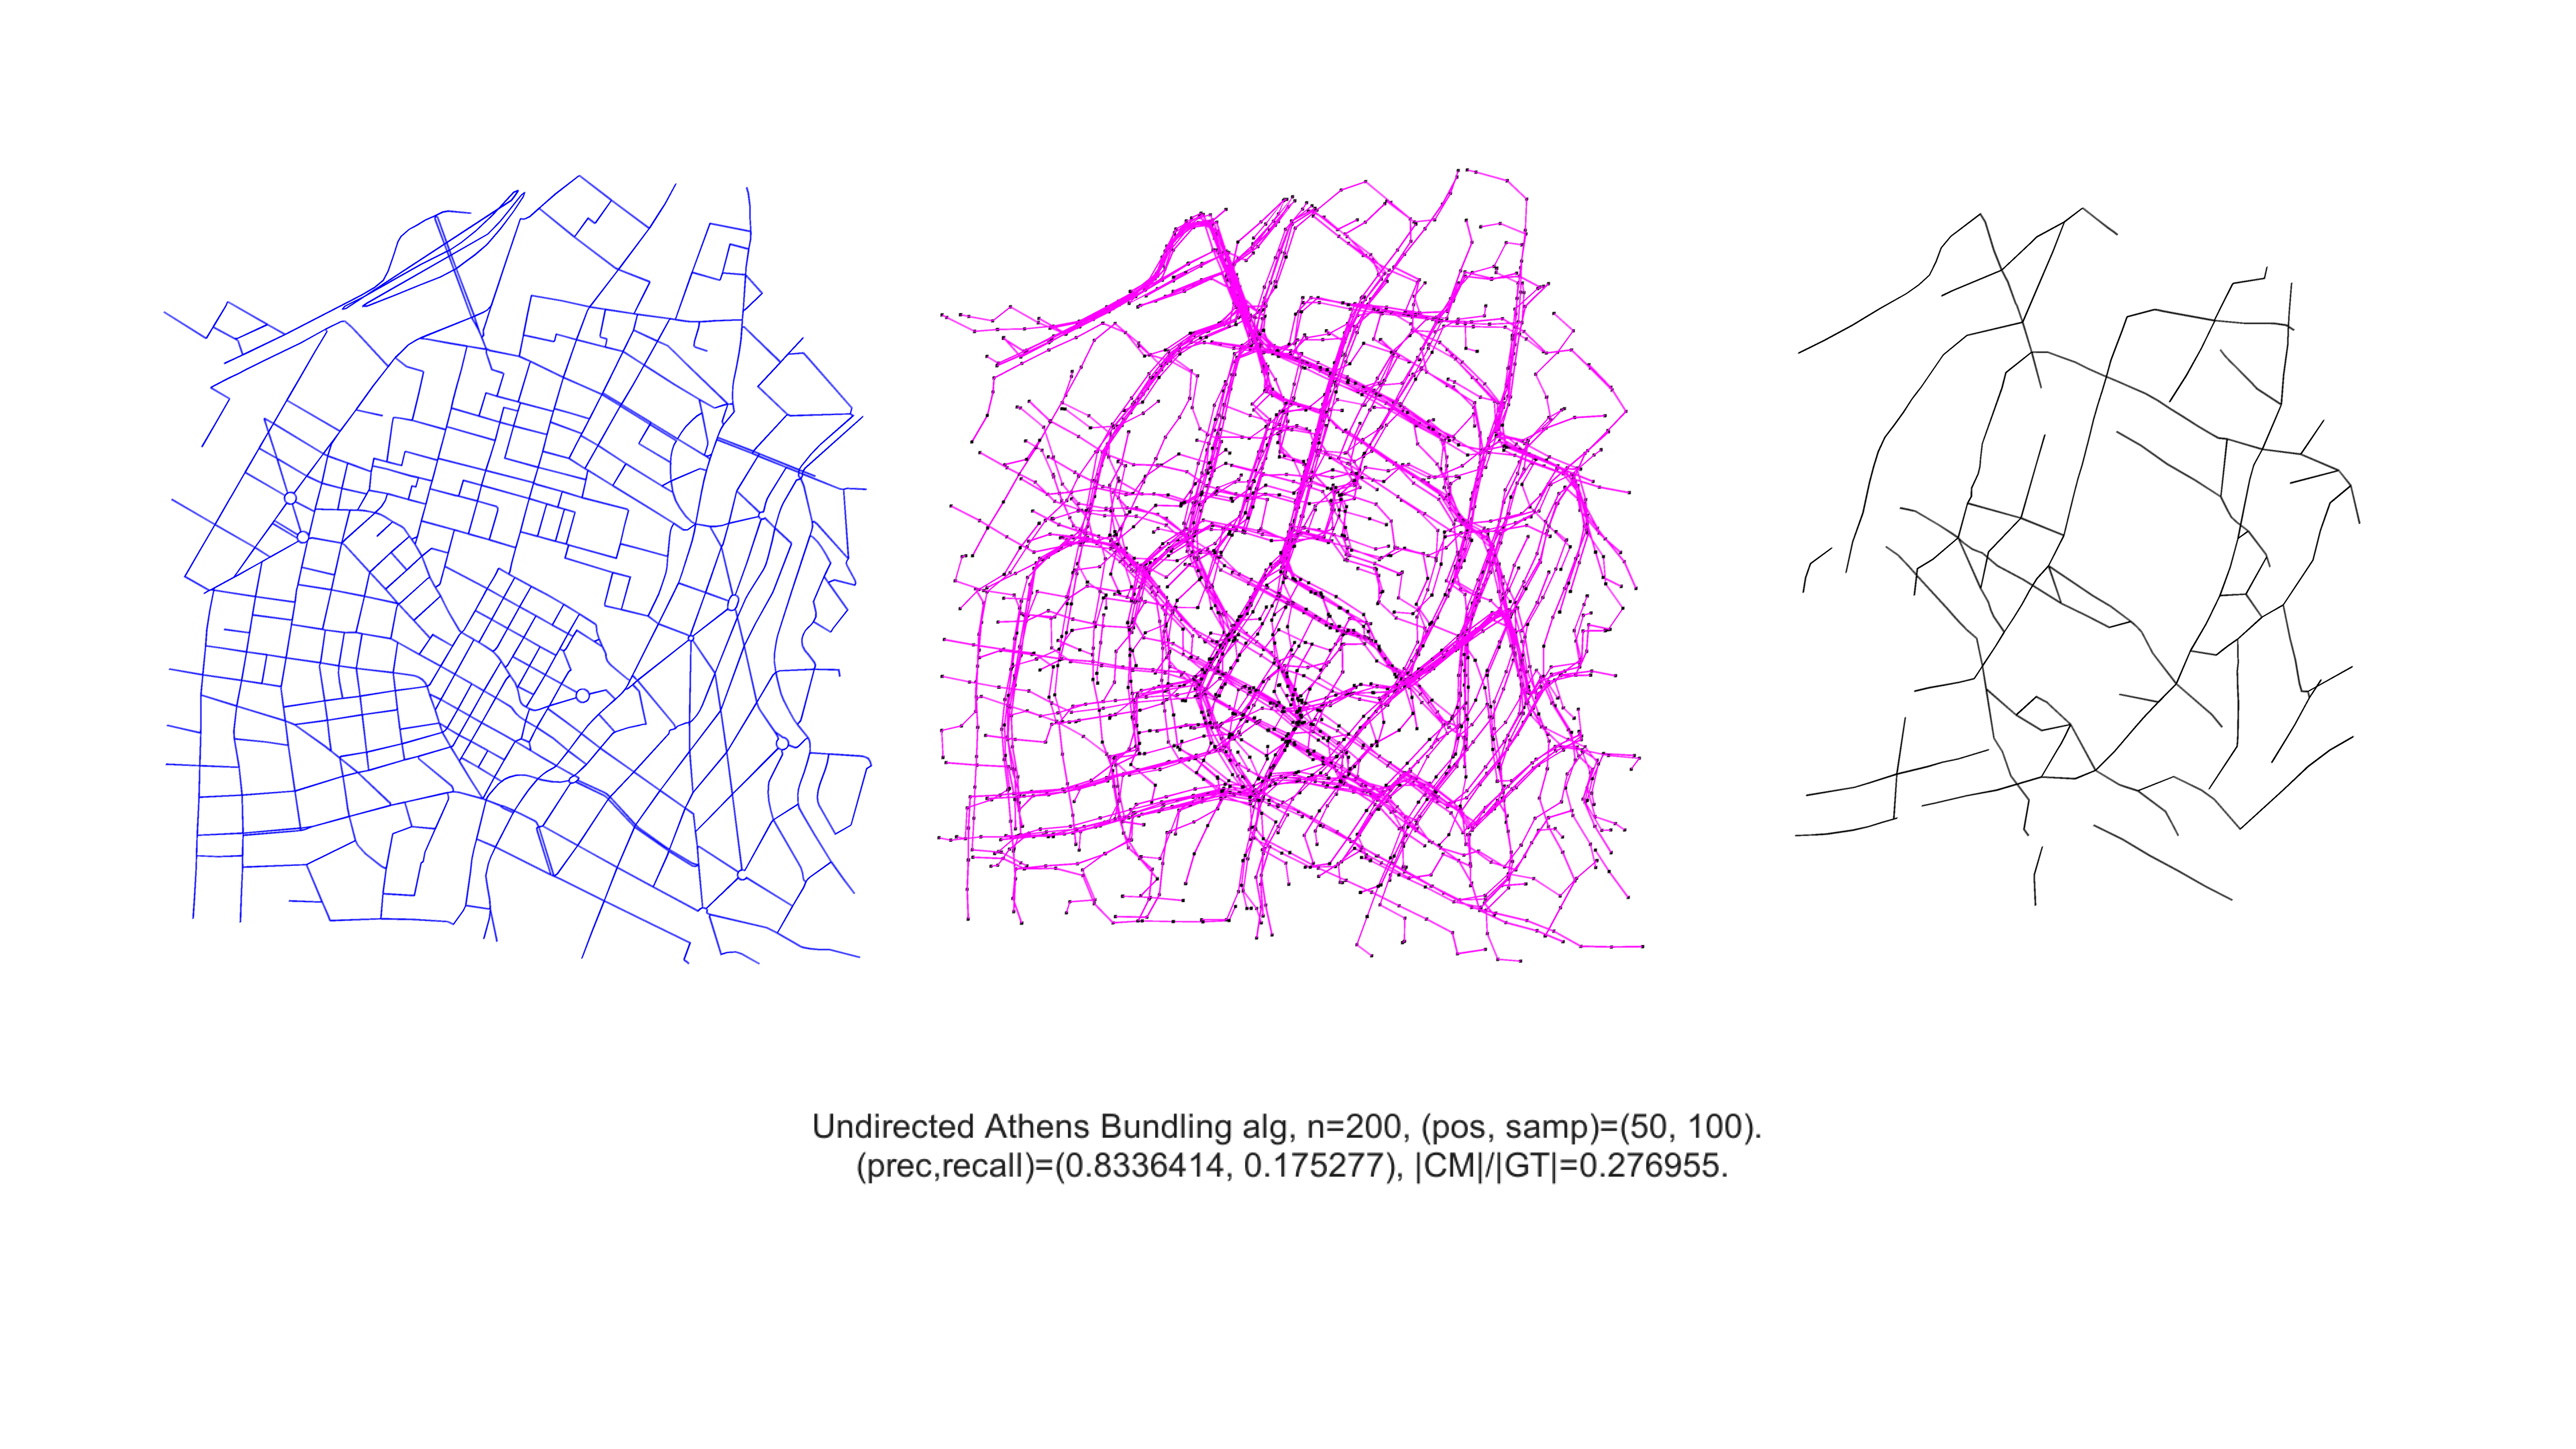 Undirected Athens Bundling alg, n=200, (pos, samp)=(50, 100).
(prec,recall)=(0.8336414, 0.175277), |CM|/|GT|=0.276955.